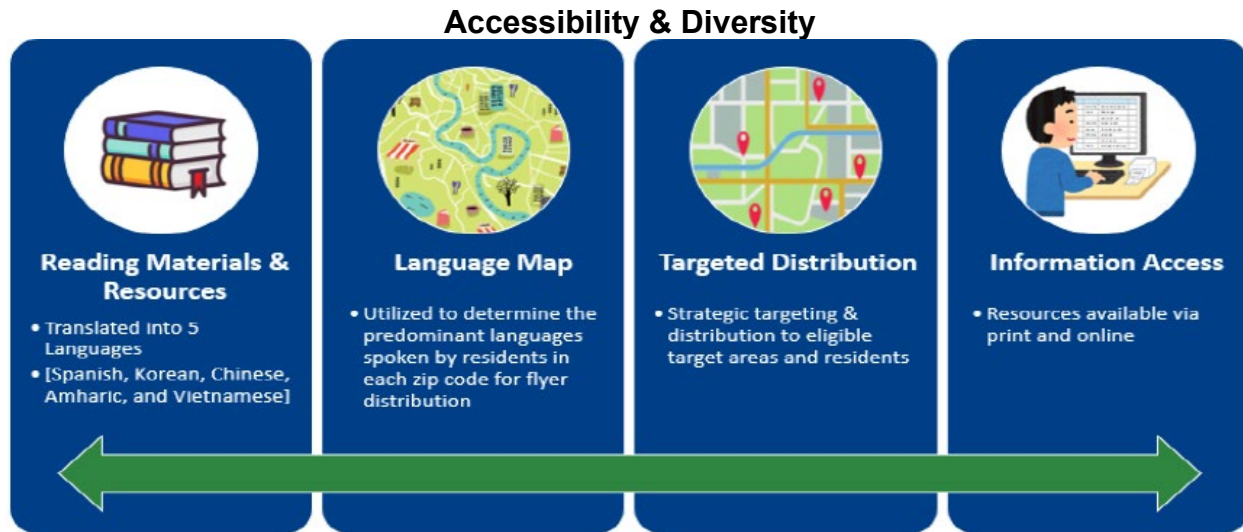 Accessibility & Diversity
Reading Materials &
Resources
• Translated into 5
Languages
• [Spanish, Korean, Chinese,
Amharic, and Vietnamese]
Language Map
• Utilized to determine the
predominant languages
spoken by residents in
each zip code for flyer
distribution
Targeted Distribution
• Strategic targeting &
distribution to eligible
target areas and residents
Information Access
• Resources available via
print and online